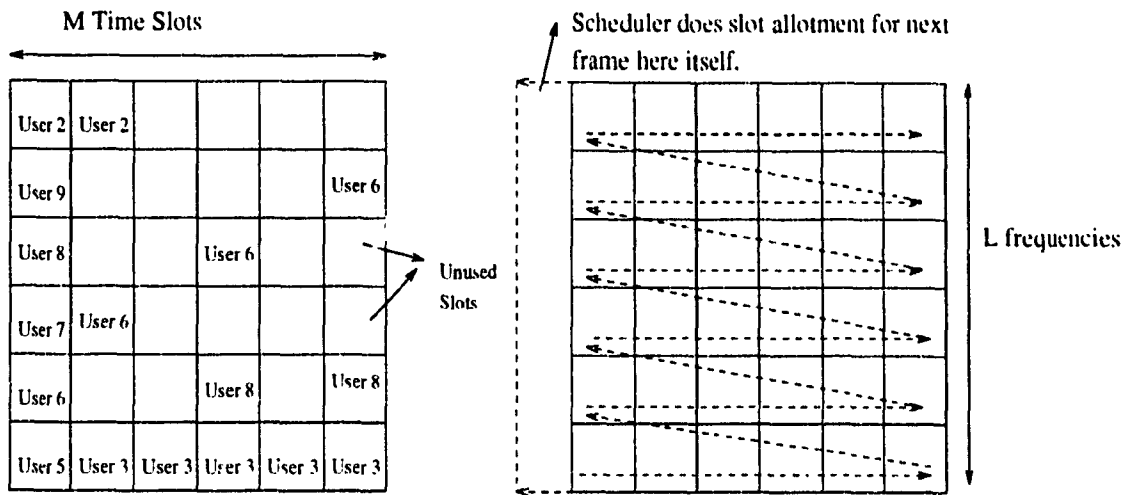 M Time Slots
Scheduler does slot allotment for next
frame here itself.
User 2 User 2
User 9 User 6
User 8 User 6
User 7 User 6
User 6 User 8 User 8
User 5 User 3 User 3 User 3 User 3 User 3
Unused
Slots
L frequencies